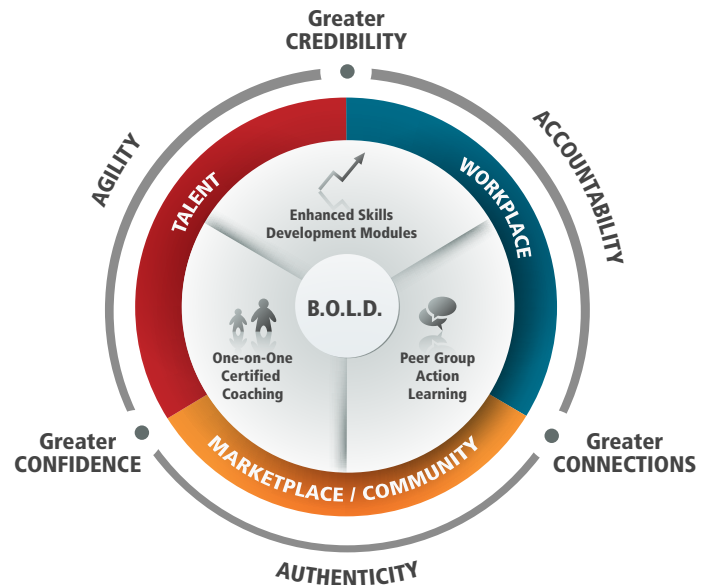 Greater
CREDIBILITY
AGILITY
ACCOUNTABILITY
TALENT
WORKPLACE
Enhanced Skills
Development Modules
B.O.L.D.
One-on-One
Certified
Coaching
Peer Group
Action
Learning
Greater
CONFIDENCE
Greater
CONNECTIONS
MARKETPLACE / COMMUNITY
AUTHENTICITY